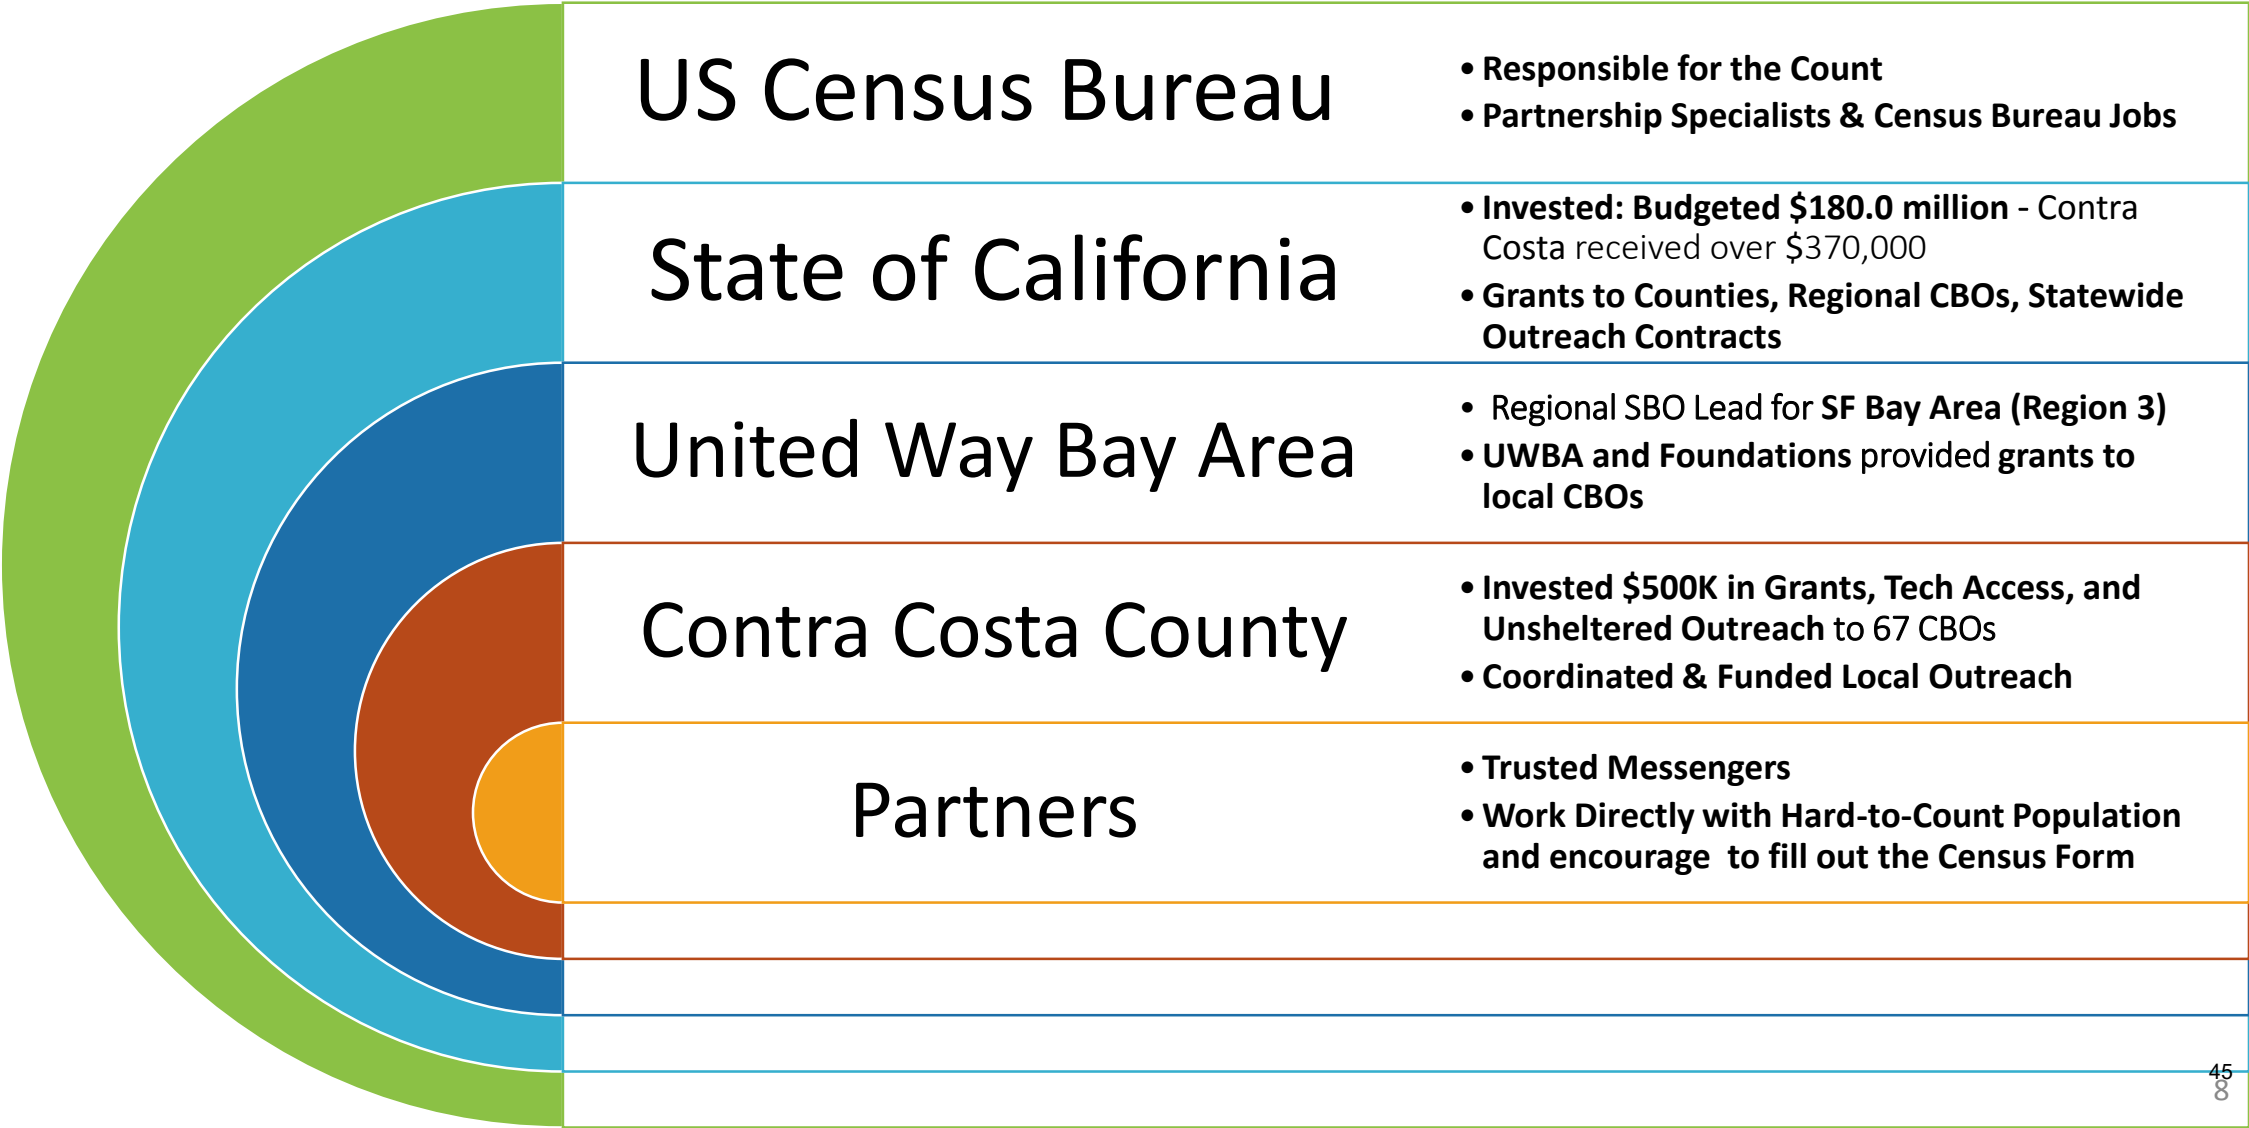 US Census Bureau
• Responsible for the Count
• Partnership Specialists & Census Bureau Jobs
State of California
• Invested: Budgeted $180.0 million - Contra
Costa received over $370,000
• Grants to Counties, Regional CBOs, Statewide
Outreach Contracts
United Way Bay Area
• Regional SBO Lead for SF Bay Area (Region 3)
• UWBA and Foundations provided grants to
local CBOs
Contra Costa County
• Invested $500K in Grants, Tech Access, and
Unsheltered Outreach to 67 CBOs
• Coordinated & Funded Local Outreach
Partners
• Trusted Messengers
• Work Directly with Hard-to-Count Population
and encourage  to fill out the Census Form
45
8